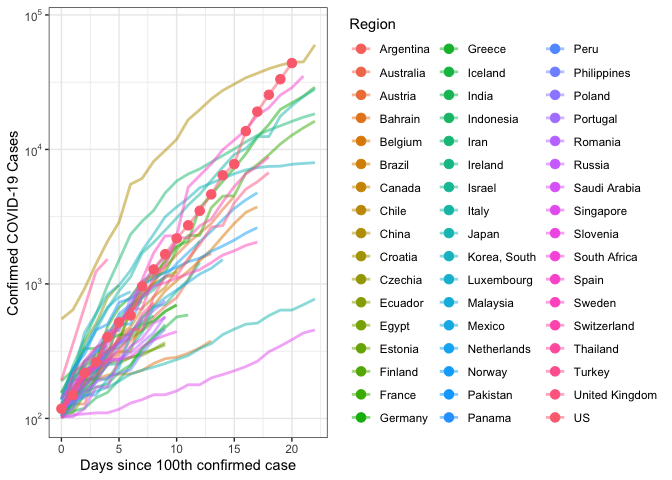 Region
10^5
10^4
10^3
10^2
Confirmed COVID-19 Cases
0 5 10 15 20
Days since 100th confirmed case
Argentina Greece Peru
Australia Iceland Philippines
Austria India Poland
Bahrain Indonesia Portugal
Belgium Iran Romania
Brazil Ireland Russia
Canada Israel Saudi Arabia
Chile Italy Singapore
China Japan Slovenia
Croatia Korea, South South Africa
Czechia Luxembourg Spain
Ecuador Malaysia Sweden
Egypt Mexico Switzerland
Estonia Netherlands Thailand
Finland Norway Turkey
France Pakistan United Kingdom
Germany Panama US